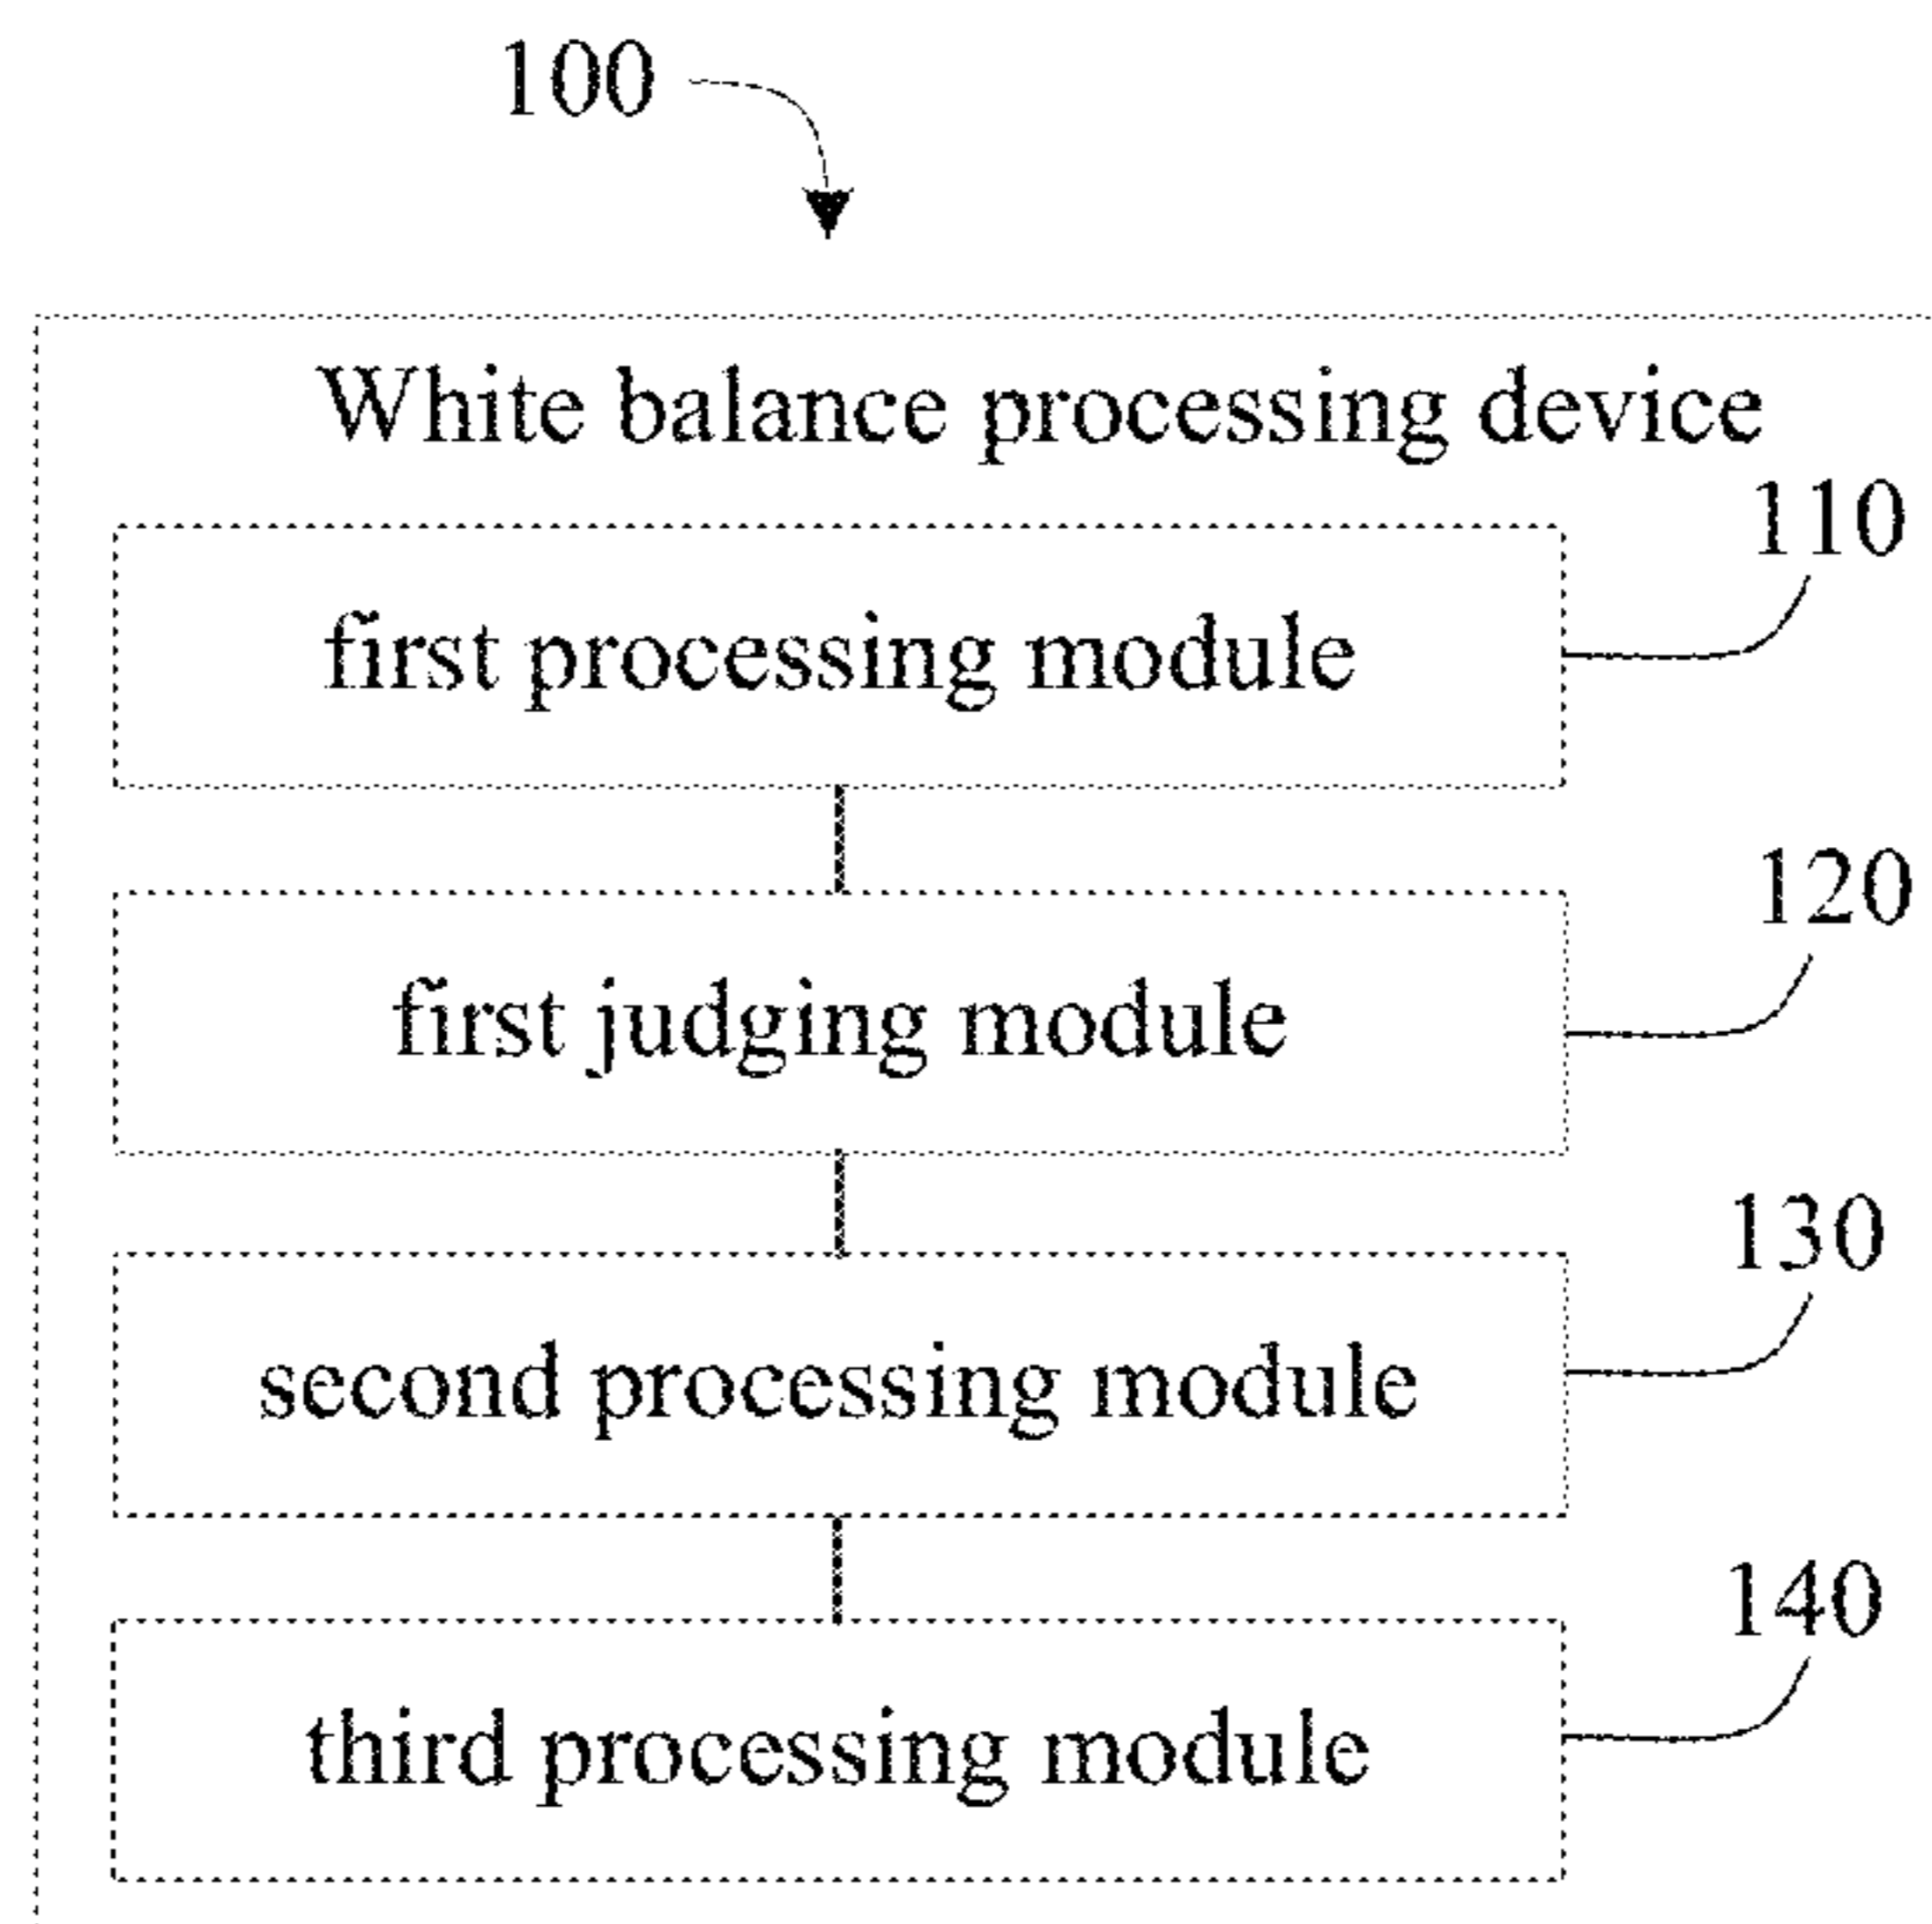 100
White balance processing device
110
first processing module
120
first judging module
130
second processing module
140
third processing module